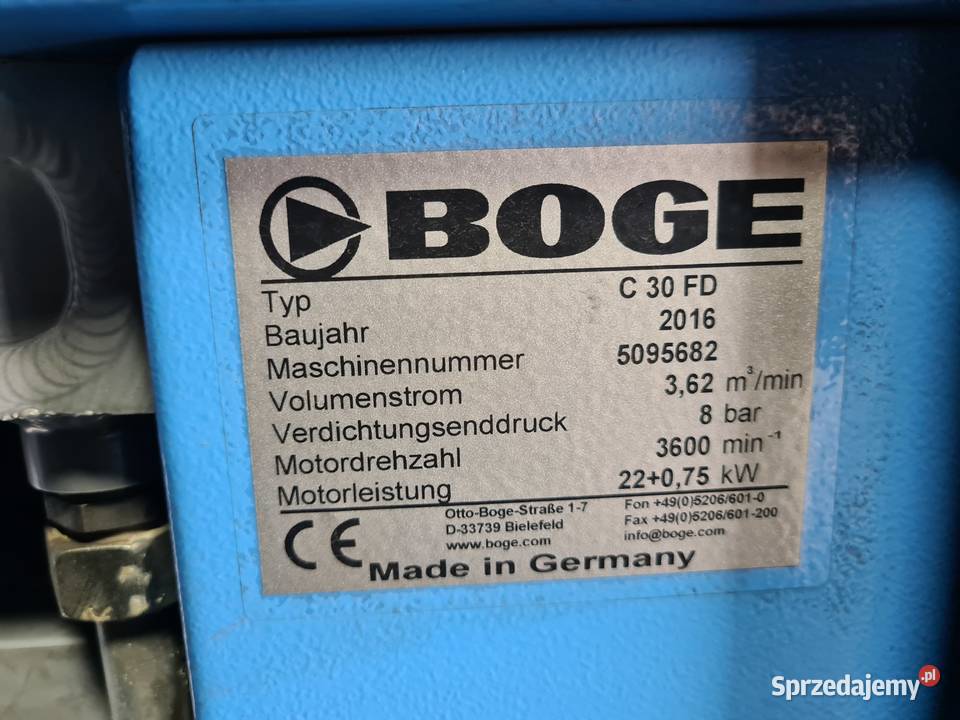 BOGE
Typ C 30 FD
Baujahr 2016
Maschinennummer 5095682
Volumenstrom 3,62 m³/min
Verdichtungsenddruck 8 bar
Motordrehzahl 3600 min⁻¹
Motorleistung 22+0,75 kW
CE
Otto-Boge-Straße 1-7
D-33739 Bielefeld
www.boge.com
Fon +49(0)5206/601-0
Fax +49(0)5206/601-200
info@boge.com
Made in Germany
Sprzedajemy.pl